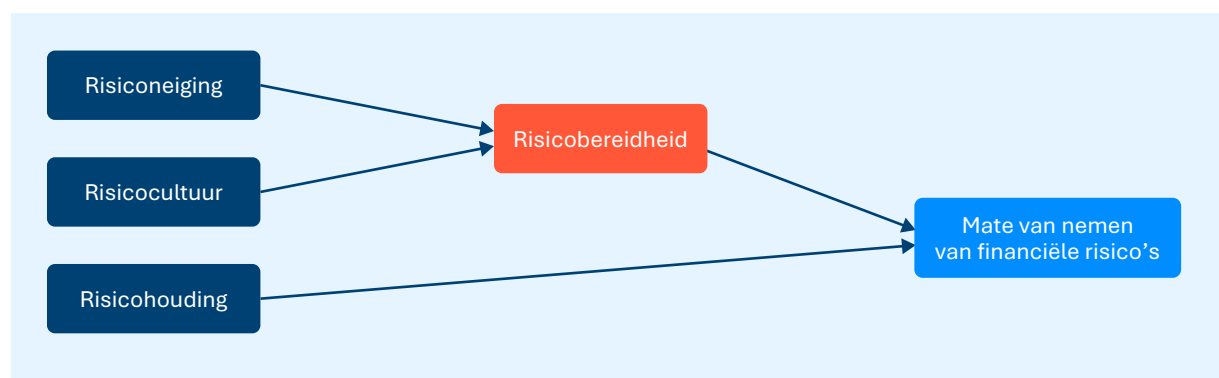 Risiconeiging
Risicobereidheid
Risicocultuur
Mate van nemen
van financiële risico’s
Risicohouding